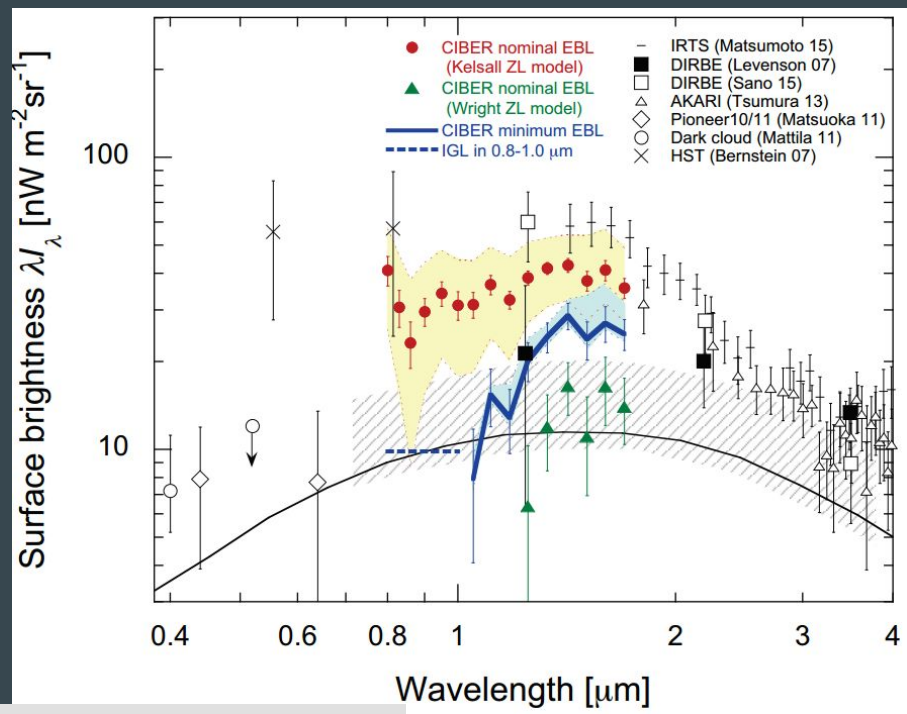 Surface brightness λIλ [nW m⁻²sr⁻¹]
100
10
CIBER nominal EBL
(Kelsall ZL model)
CIBER nominal EBL
(Wright ZL model)
CIBER minimum EBL
IGL in 0.8-1.0 μm
IRTS (Matsumoto 15)
DIRBE (Levenson 07)
DIRBE (Sano 15)
AKARI (Tsumura 13)
Pioneer10/11 (Matsuoka 11)
Dark cloud (Mattila 11)
HST (Bernstein 07)
0.4 0.6 0.8 1 2 3 4
Wavelength [μm]